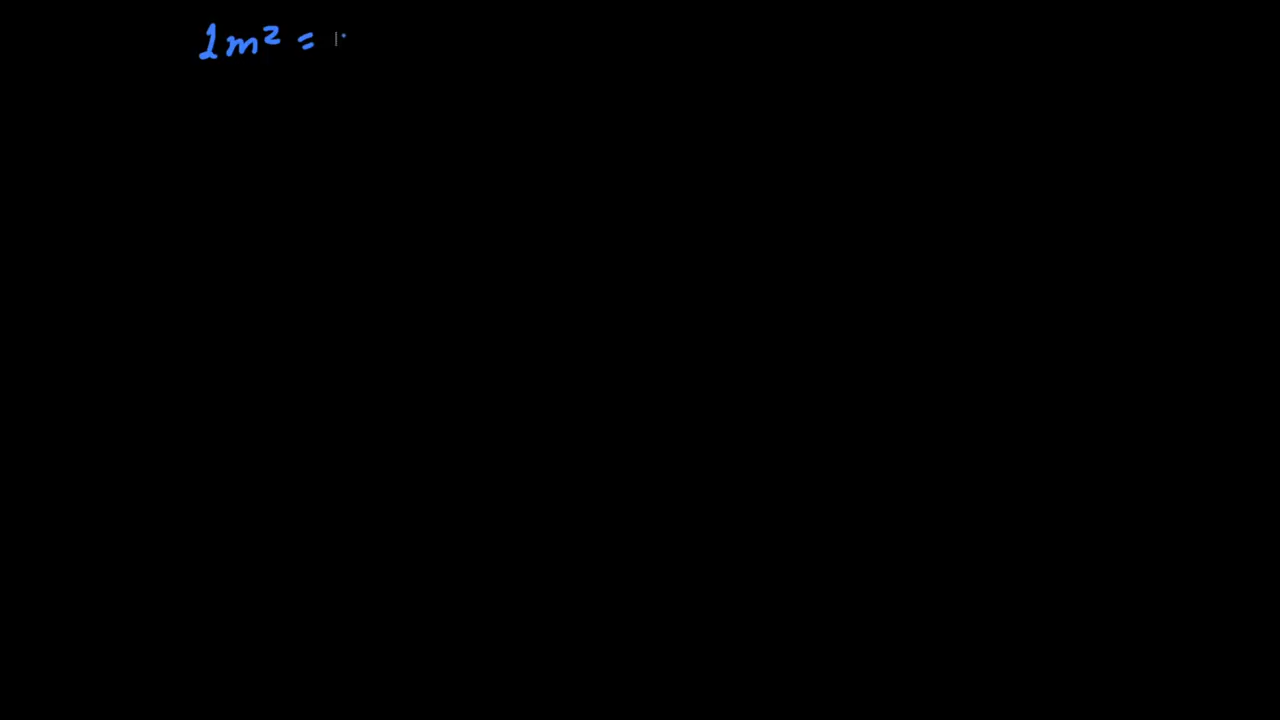 1m² =